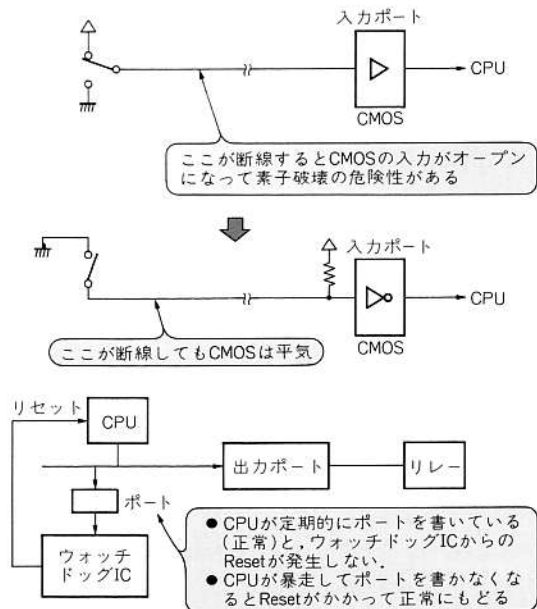 入力ポート
CPU
CMOS
ここが断線するとCMOSの入力がオープン
になって素子破壊の危険性がある
入力ポート
CPU
CMOS
ここが断線してもCMOSは平気
リセット
CPU
出力ポート
リレー
ポート
ウォッチ
ドッグIC
● CPUが定期的にポートを書いている
(正常)と,ウォッチドッグICからの
Resetが発生しない.
● CPUが暴走してポートを書かなくな
るとResetがかかって正常にもどる